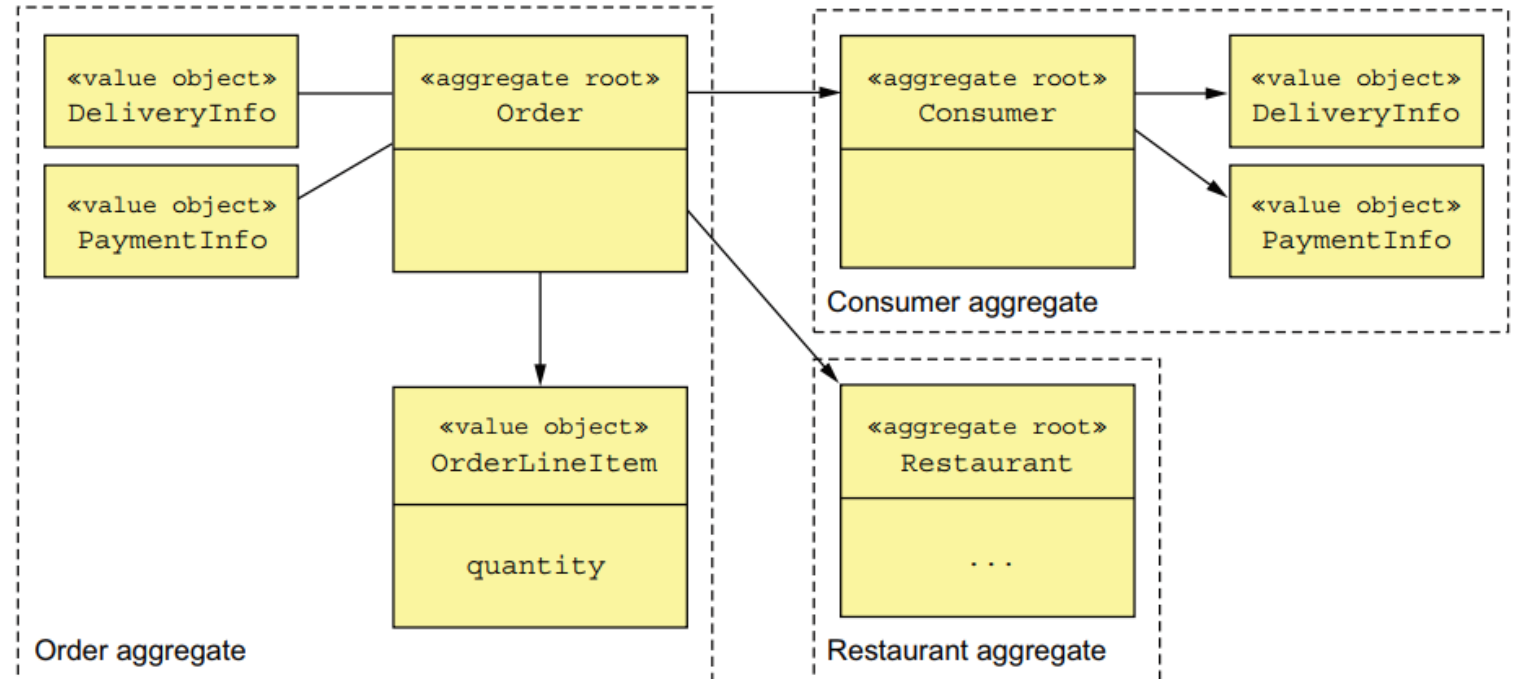 «value object»
DeliveryInfo
«value object»
PaymentInfo
«aggregate root»
Order
«value object»
OrderLineItem
quantity
Order aggregate
«aggregate root»
Consumer
«value object»
DeliveryInfo
«value object»
PaymentInfo
Consumer aggregate
«aggregate root»
Restaurant
...
Restaurant aggregate